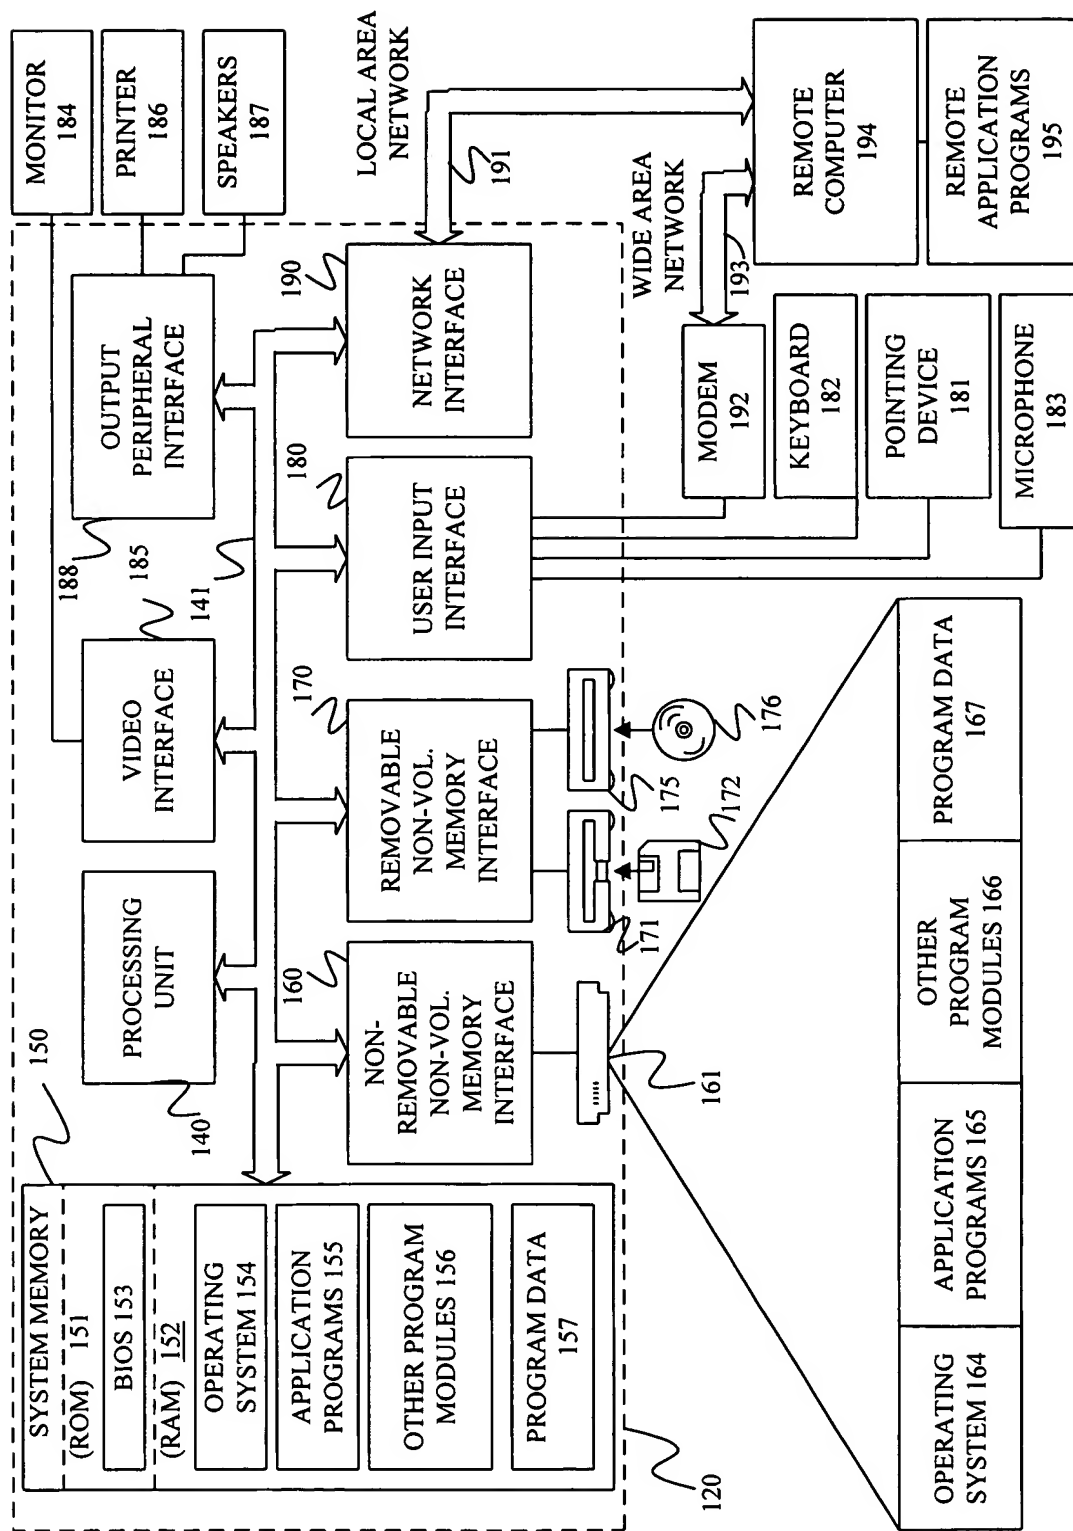 SYSTEM MEMORY
(ROM) 151
BIOS 153
(RAM) 152
OPERATING
SYSTEM 154
APPLICATION
PROGRAMS 155
OTHER PROGRAM
MODULES 156
PROGRAM DATA
157
120
150
PROCESSING
UNIT
140
VIDEO
INTERFACE
185
188
OUTPUT
PERIPHERAL
INTERFACE
141
MONITOR
184
PRINTER
186
SPEAKERS
187
160
NON-
REMOVABLE
NON-VOL.
MEMORY
INTERFACE
170
REMOVABLE
NON-VOL.
MEMORY
INTERFACE
180
USER INPUT
INTERFACE
190
NETWORK
INTERFACE
LOCAL AREA
NETWORK
191
161
171
172
175
176
WIDE AREA
NETWORK
193
MODEM
192
KEYBOARD
182
POINTING
DEVICE
181
MICROPHONE
183
REMOTE
COMPUTER
194
REMOTE
APPLICATION
PROGRAMS
195
OPERATING
SYSTEM 164
APPLICATION
PROGRAMS 165
OTHER
PROGRAM
MODULES 166
PROGRAM DATA
167